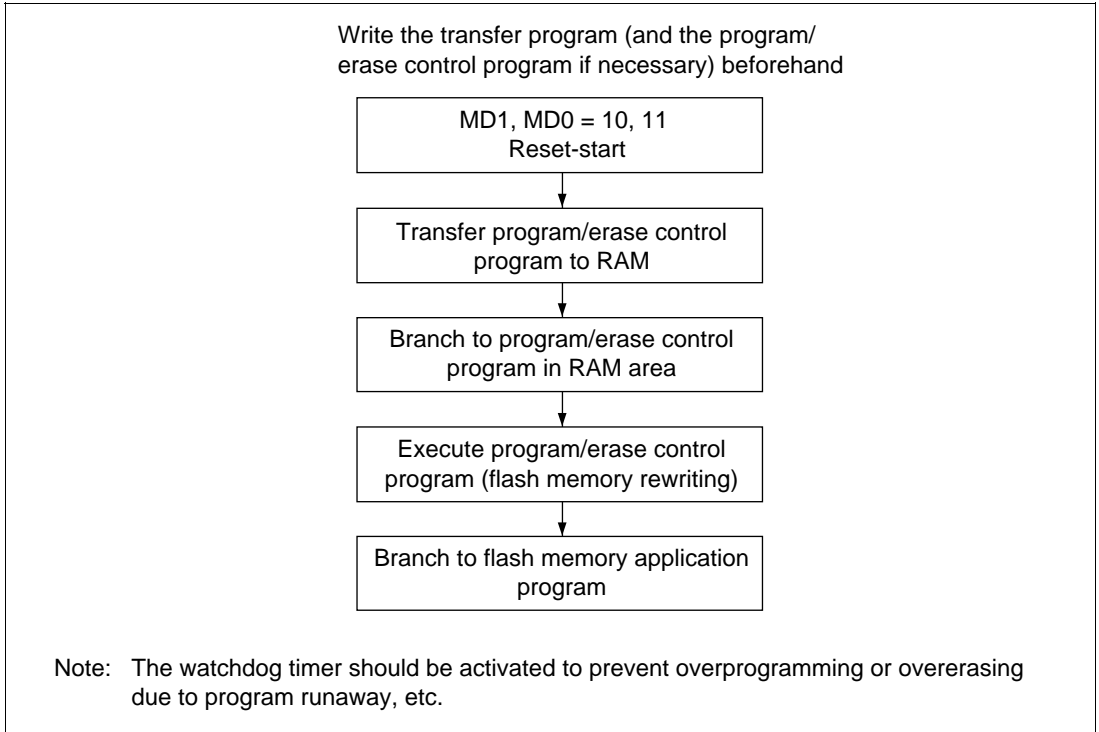 Write the transfer program (and the program/
erase control program if necessary) beforehand
MD1, MD0 = 10, 11
Reset-start
Transfer program/erase control
program to RAM
Branch to program/erase control
program in RAM area
Execute program/erase control
program (flash memory rewriting)
Branch to flash memory application
program
Note: The watchdog timer should be activated to prevent overprogramming or overerasing
due to program runaway, etc.